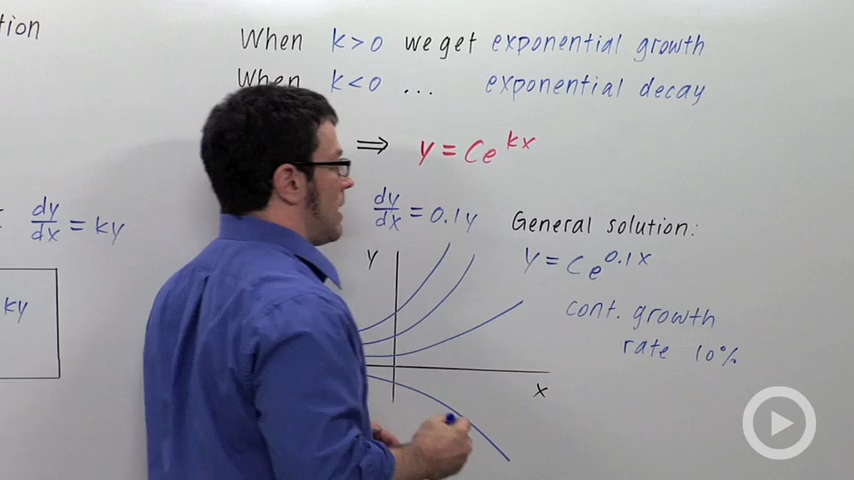 tion
When k>0 we get exponential growth
When k<0 ... exponential decay
⇒ y = Ce^kx
dy/dx = ky
ky
dy/dx = 0.1y
General solution:
y = Ce^0.1x
cont. growth
rate 10%
y
x